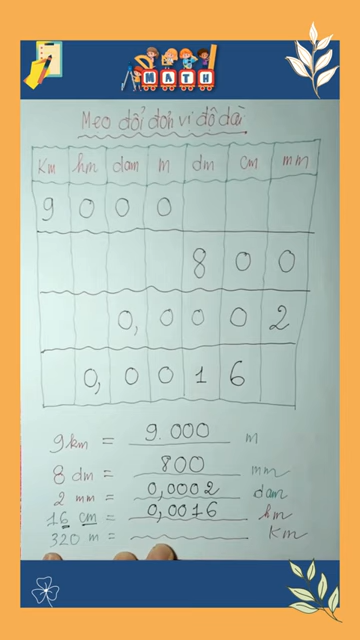 MATH
Mẹo đổi đơn vị độ dài
Km hm dam m dm cm mm
9 0 0 0
8 0 0
0, 0 0 0 2
0, 0 0 1 6
9km = 9.000 m
8 dm = 800 mm
2 mm = 0,0002 dam
16 cm = 0,0016 hm
320 m = Km